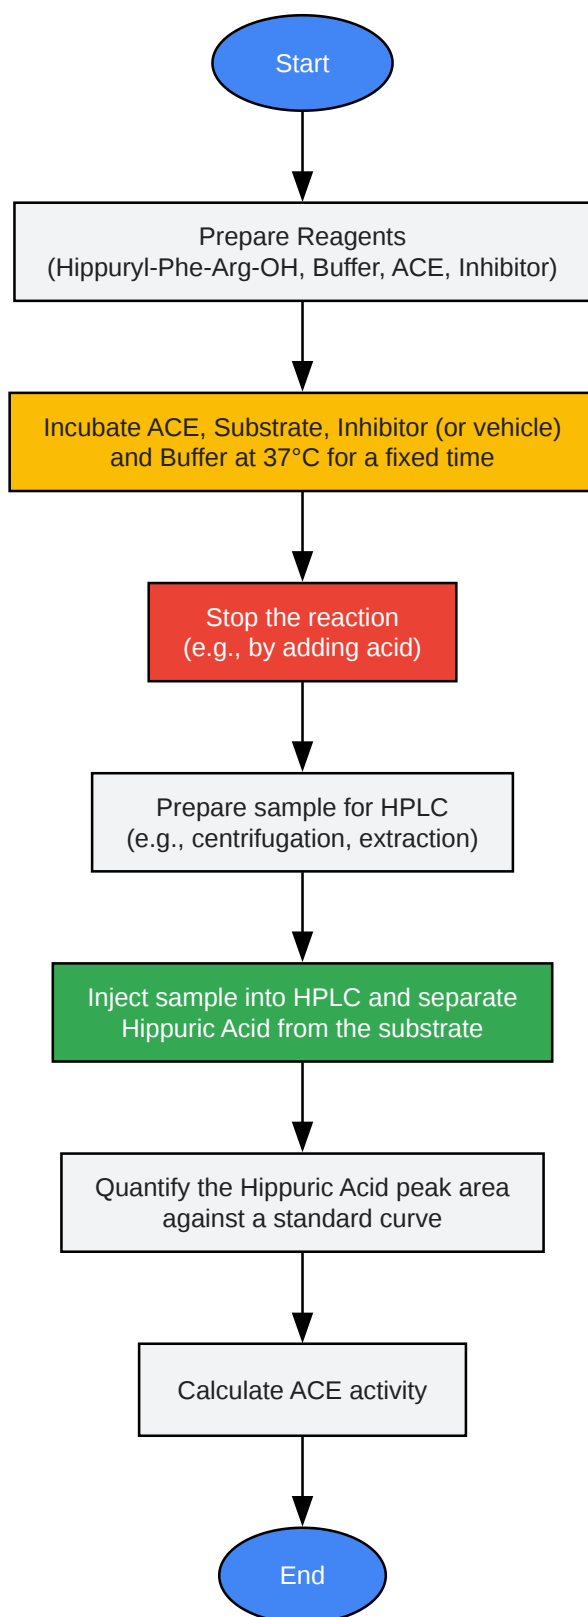 Start
Prepare Reagents
(Hippuryl-Phe-Arg-OH, Buffer, ACE, Inhibitor)
Incubate ACE, Substrate, Inhibitor (or vehicle)
and Buffer at 37°C for a fixed time
Stop the reaction
(e.g., by adding acid)
Prepare sample for HPLC
(e.g., centrifugation, extraction)
Inject sample into HPLC and separate
Hippuric Acid from the substrate
Quantify the Hippuric Acid peak area
against a standard curve
Calculate ACE activity
End